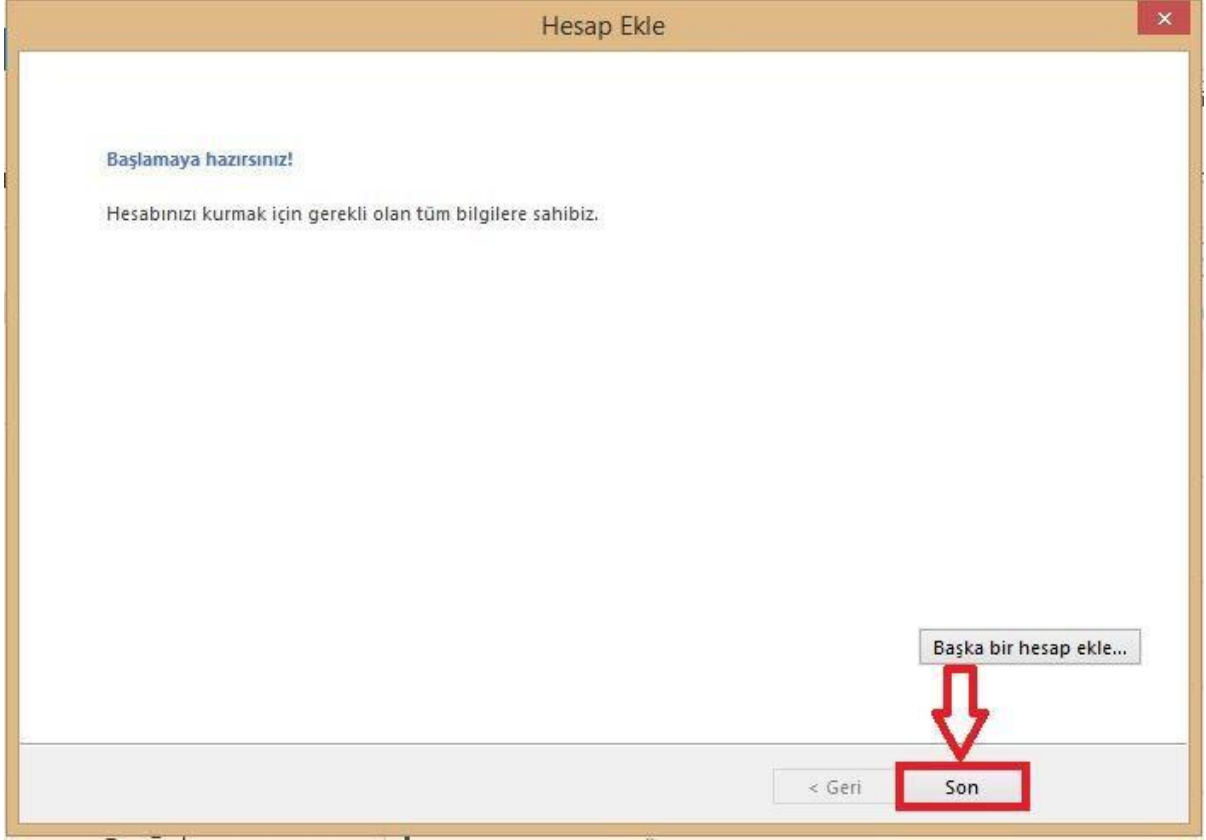 Hesap Ekle
Başlamaya hazırsınız!
Hesabınızı kurmak için gerekli olan tüm bilgilere sahibiz.
Başka bir hesap ekle...
< Geri
Son